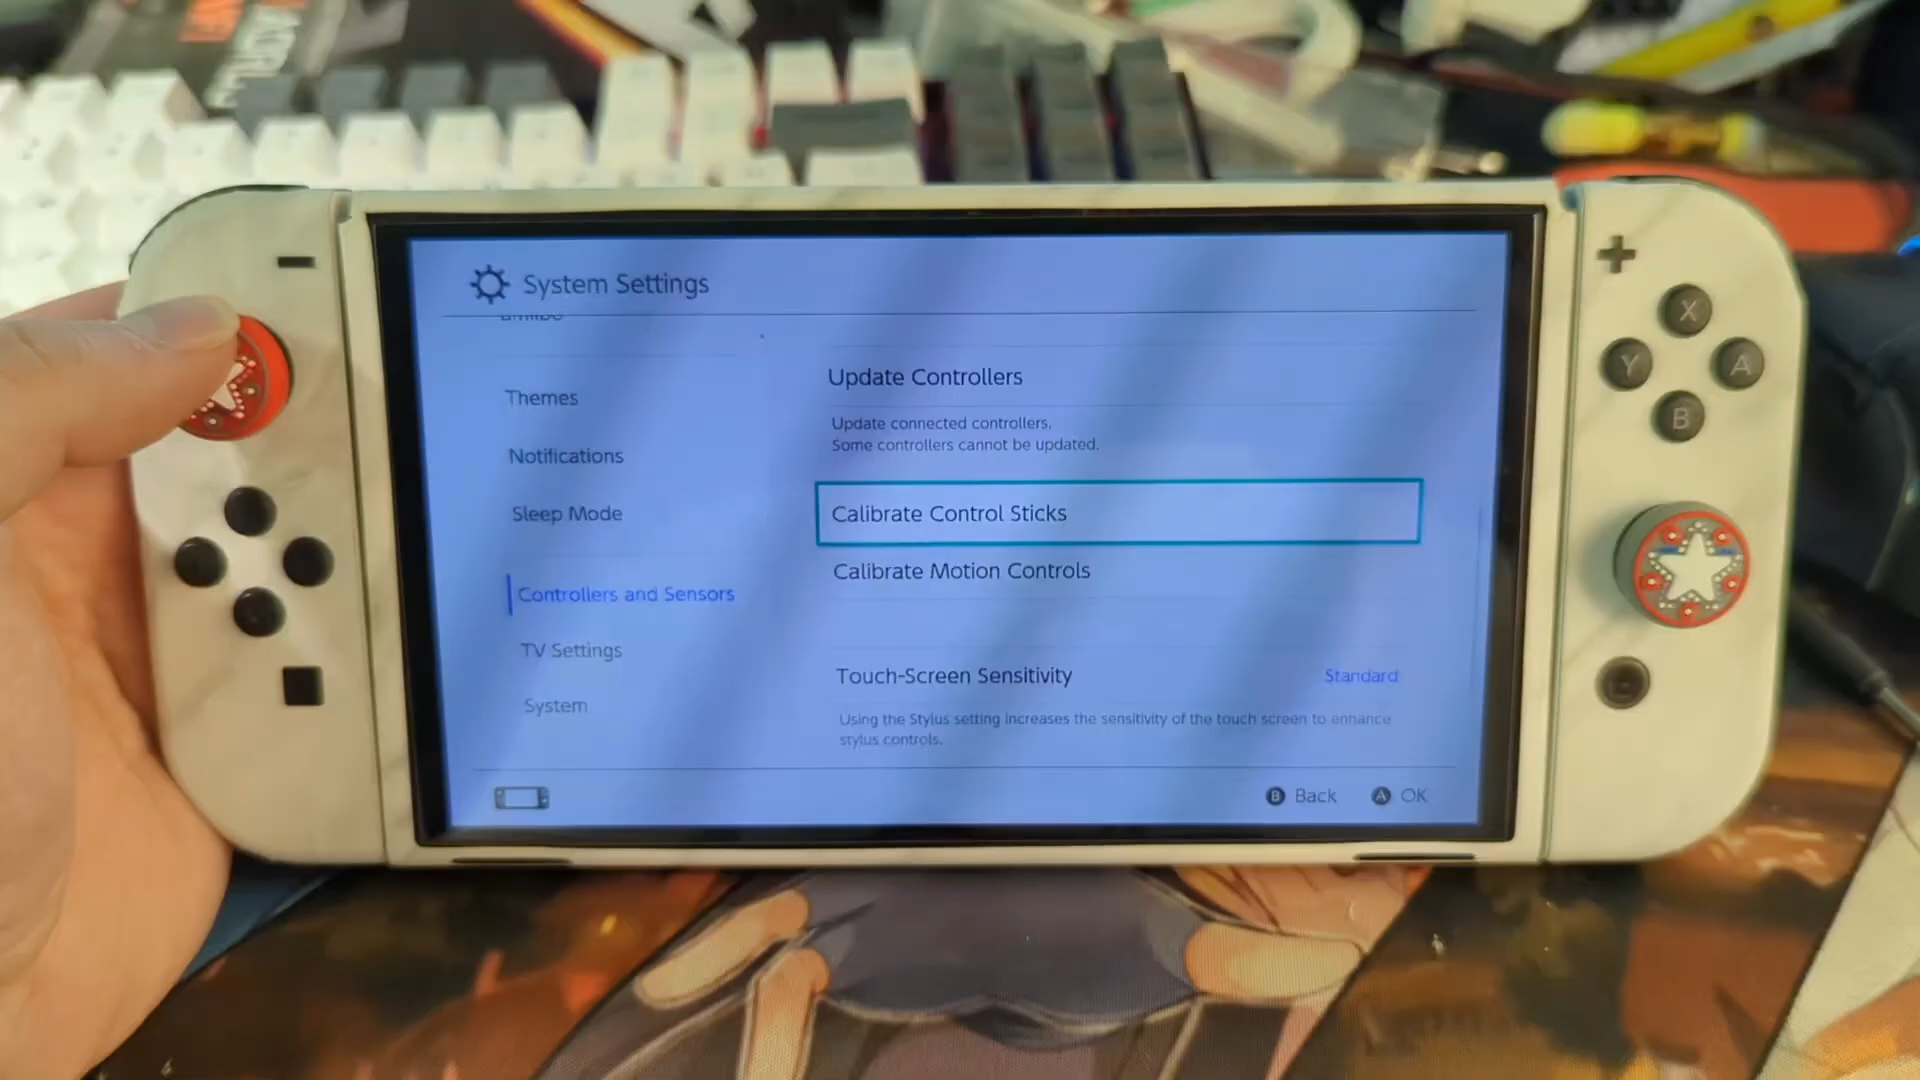 System Settings
amiibo
Themes
Notifications
Sleep Mode
Controllers and Sensors
TV Settings
System
Update Controllers
Update connected controllers.
Some controllers cannot be updated.
Calibrate Control Sticks
Calibrate Motion Controls
Touch-Screen Sensitivity Standard
Using the Stylus setting increases the sensitivity of the touch screen to enhance
stylus controls.
B Back A OK
X
Y A
B